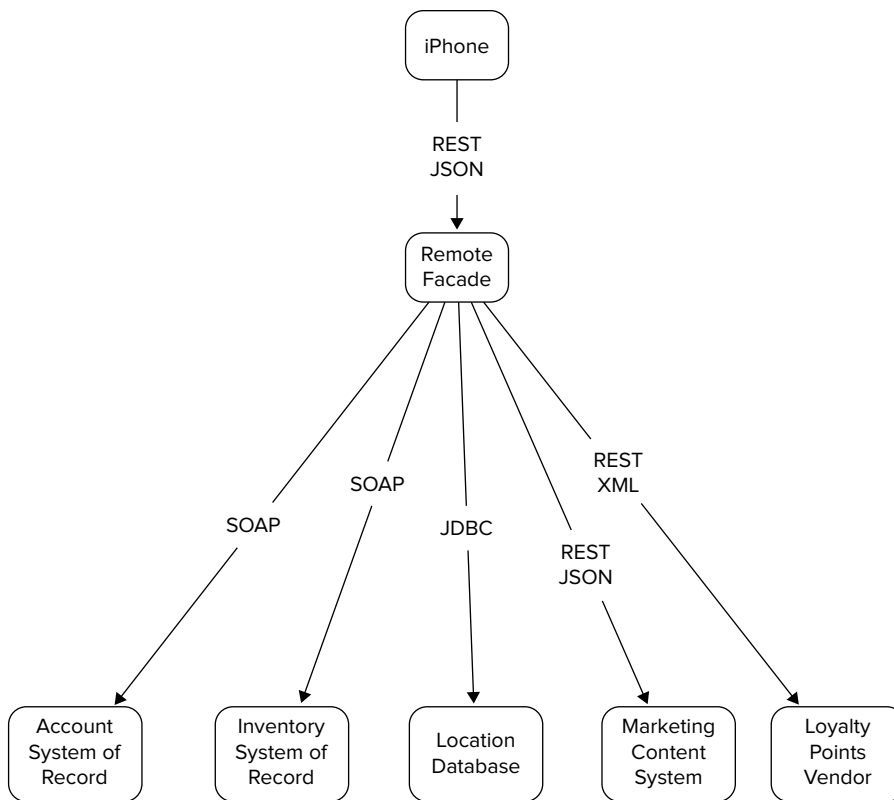 iPhone
REST
JSON
Remote
Facade
REST
XML
SOAP
SOAP
JDBC
REST
JSON
Account
System of
Record
Inventory
System of
Record
Location
Database
Marketing
Content
System
Loyalty
Points
Vendor